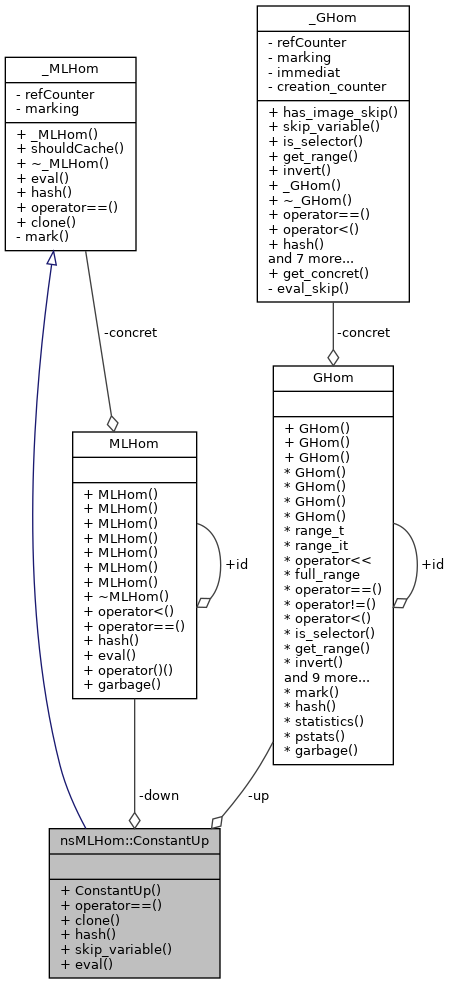 _GHom
- refCounter
- marking
- immediat
- creation_counter
+ has_image_skip()
+ skip_variable()
+ is_selector()
+ get_range()
+ invert()
+ _GHom()
+ ~_GHom()
+ operator==()
+ operator<()
+ hash()
and 7 more...
+ get_concret()
- eval_skip()
_MLHom
- refCounter
- marking
+ _MLHom()
+ shouldCache()
+ ~_MLHom()
+ eval()
+ hash()
+ operator==()
+ clone()
- mark()
-concret
-concret
GHom
+ GHom()
+ GHom()
+ GHom()
* GHom()
* GHom()
* GHom()
* GHom()
* range_t
* range_it
* operator<<
* full_range
* operator==()
* operator!=()
* operator<()
* is_selector()
* get_range()
* invert()
and 9 more...
* mark()
* hash()
* statistics()
* pstats()
* garbage()
+id
MLHom
+ MLHom()
+ MLHom()
+ MLHom()
+ MLHom()
+ MLHom()
+ MLHom()
+ MLHom()
+ ~MLHom()
+ operator<()
+ operator==()
+ hash()
+ eval()
+ operator()()
+ garbage()
+id
-down
-up
nsMLHom::ConstantUp
+ ConstantUp()
+ operator==()
+ clone()
+ hash()
+ skip_variable()
+ eval()